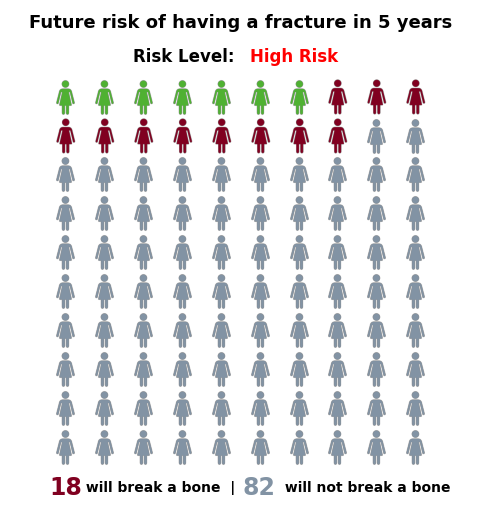 Future risk of having a fracture in 5 years
Risk Level: High Risk
18 will break a bone | 82 will not break a bone